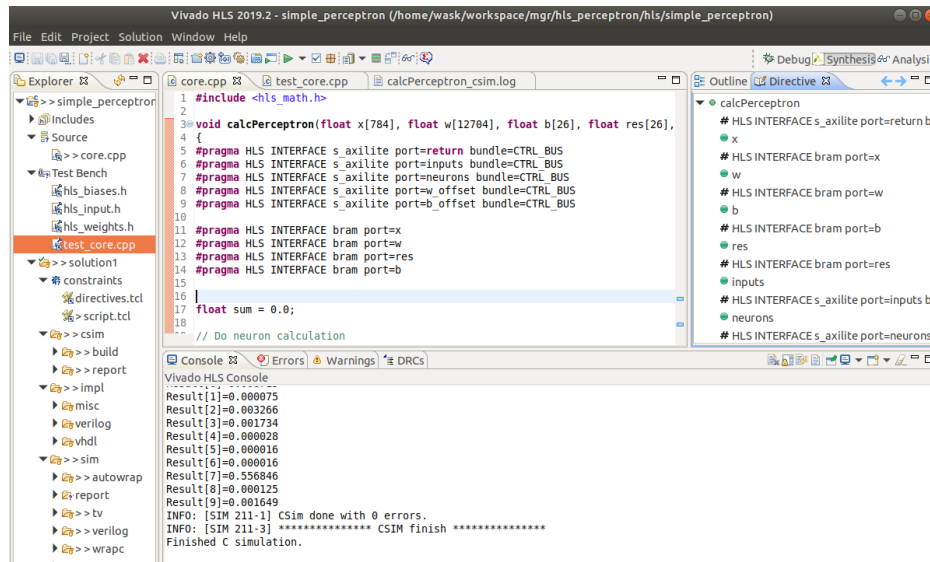 Vivado HLS 2019.2 - simple_perceptron (/home/wask/workspace/mgr/hls_perceptron/hls/simple_perceptron)
File Edit Project Solution Window Help
Debug Synthesis Analysi
Explorer
>> simple_perceptron
Includes
Source
>> core.cpp
Test Bench
hls_biases.h
hls_input.h
hls_weights.h
test_core.cpp
>> solution1
constraints
directives.tcl
> script.tcl
>> csim
>> build
>> report
>> impl
misc
verilog
vhdl
>> sim
>> autowrap
report
>> tv
>> verilog
>> wrapc
core.cpp test_core.cpp calcPerceptron_csim.log
1 #include <hls_math.h>
2
3 void calcPerceptron(float x[784], float w[12704], float b[26], float res[26],
4 {
5 #pragma HLS INTERFACE s_axilite port=return bundle=CTRL_BUS
6 #pragma HLS INTERFACE s_axilite port=inputs bundle=CTRL_BUS
7 #pragma HLS INTERFACE s_axilite port=neurons bundle=CTRL_BUS
8 #pragma HLS INTERFACE s_axilite port=w_offset bundle=CTRL_BUS
9 #pragma HLS INTERFACE s_axilite port=b_offset bundle=CTRL_BUS
10
11 #pragma HLS INTERFACE bram port=x
12 #pragma HLS INTERFACE bram port=w
13 #pragma HLS INTERFACE bram port=res
14 #pragma HLS INTERFACE bram port=b
15
16
17 float sum = 0.0;
18
// Do neuron calculation
Outline Directive
calcPerceptron
# HLS INTERFACE s_axilite port=return b
x
# HLS INTERFACE bram port=x
w
# HLS INTERFACE bram port=w
b
# HLS INTERFACE bram port=b
res
# HLS INTERFACE bram port=res
inputs
# HLS INTERFACE s_axilite port=inputs b
neurons
# HLS INTERFACE s_axilite port=neurons
Console Errors Warnings DRCs
Vivado HLS Console
Result[1]=0.000075
Result[2]=0.003266
Result[3]=0.001734
Result[4]=0.000028
Result[5]=0.000016
Result[6]=0.000016
Result[7]=0.556846
Result[8]=0.000125
Result[9]=0.001649
INFO: [SIM 211-1] CSim done with 0 errors.
INFO: [SIM 211-3] *************** CSIM finish ***************
Finished C simulation.